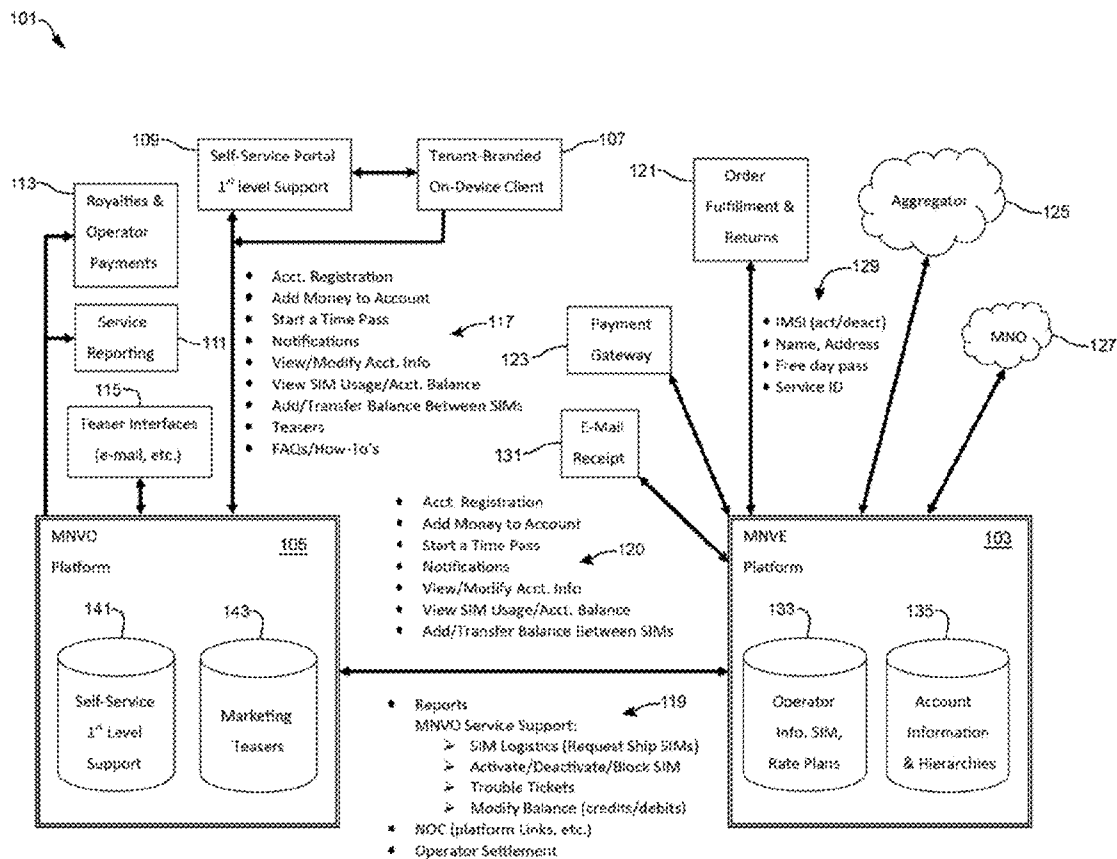 101
109
Self-Service Portal
1st level Support
107
Tenant-Branded
On-Device Client
113
Royalties &
Operator
Payments
121
Order
Fulfillment &
Returns
Aggregator
125
• Acct. Registration
• Add Money to Account
• Start a Time Pass
• Notifications
• View/Modify Acct. Info
• View SIM Usage/Acct. Balance
• Add/Transfer Balance Between SIMs
• Teasers
• FAQs/How-To's
117
Service
Reporting
111
115
Teaser Interfaces
(e-mail, etc.)
123
Payment
Gateway
129
• IMSI (act/deact)
• Name, Address
• Free day pass
• Service ID
MNO
127
131
E-Mail
Receipt
MNVO
Platform
105
141
Self-Service
1st Level
Support
143
Marketing
Teasers
• Acct. Registration
• Add Money to Account
• Start a Time Pass
• Notifications
• View/Modify Acct. Info
• View SIM Usage/Acct. Balance
• Add/Transfer Balance Between SIMs
120
MNVE
Platform
103
133
Operator
Info. SIM,
Rate Plans
135
Account
Information
& Hierarchies
• Reports
MNVO Service Support:
➢ SIM Logistics (Request Ship SIMs)
➢ Activate/Deactivate/Block SIM
➢ Trouble Tickets
➢ Modify Balance (credits/debits)
• NOC (platform Links, etc.)
• Operator Settlement
119